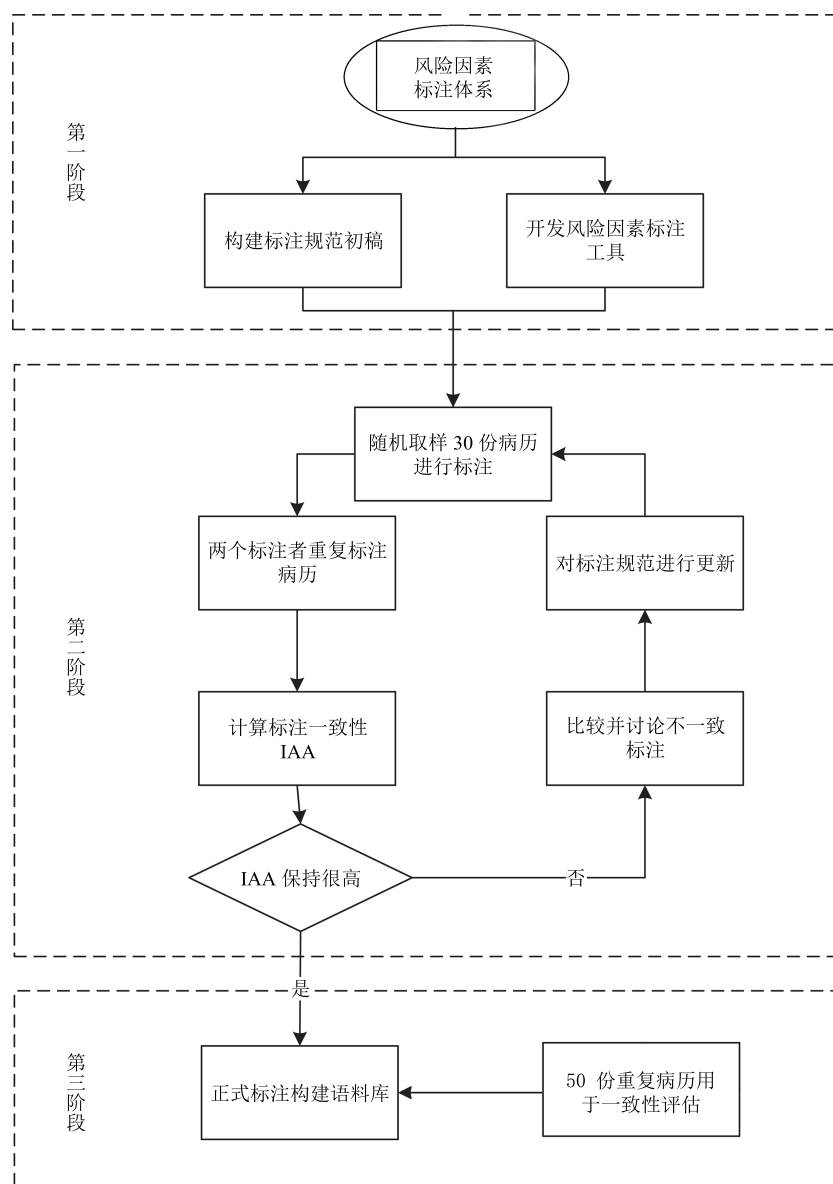 风险因素
标注体系
第一阶段
构建标注规范初稿
开发风险因素标注
工具
随机取样 30 份病历
进行标注
两个标注者重复标注
病历
对标注规范进行更新
第二阶段
计算标注一致性
IAA
比较并讨论不一致
标注
IAA 保持很高
否
是
第三阶段
正式标注构建语料库
50 份重复病历用
于一致性评估